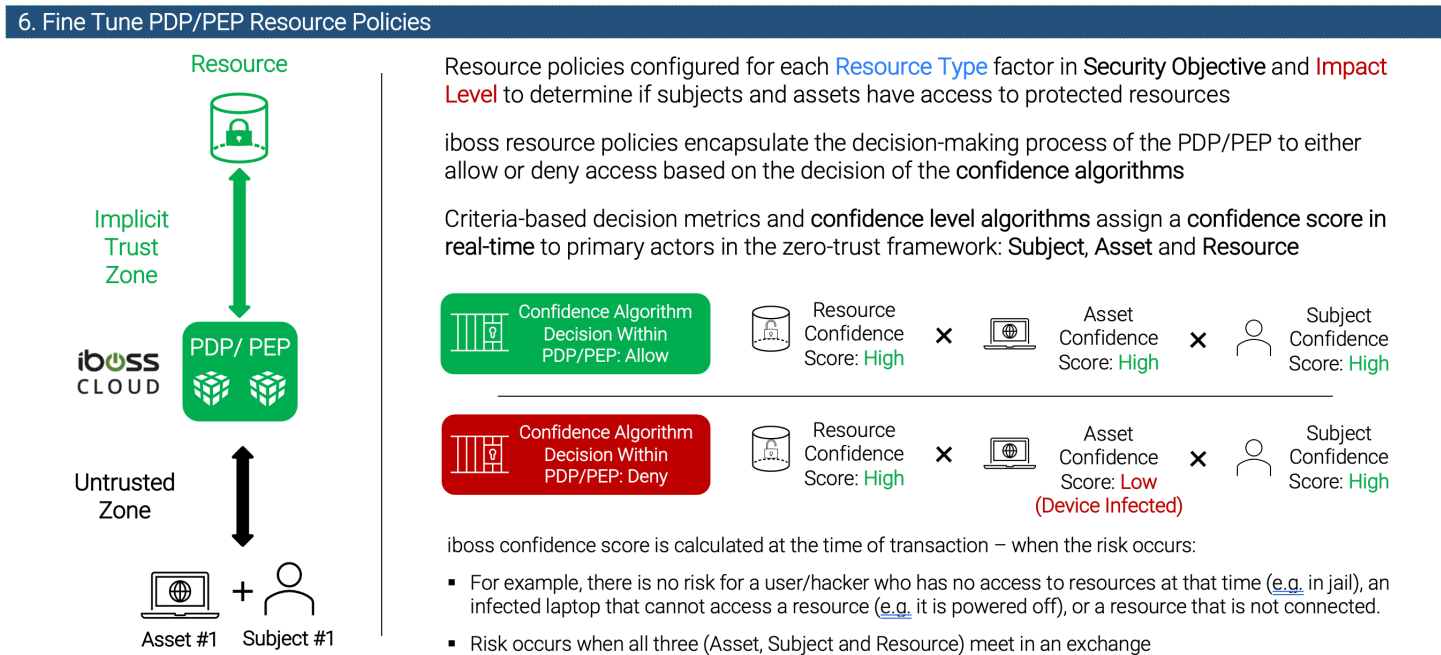 6. Fine Tune PDP/PEP Resource Policies
Resource
Implicit
Trust
Zone
iboss
CLOUD
PDP/ PEP
Untrusted
Zone
+
Asset #1
Subject #1
Resource policies configured for each Resource Type factor in Security Objective and Impact
Level to determine if subjects and assets have access to protected resources
iboss resource policies encapsulate the decision-making process of the PDP/PEP to either
allow or deny access based on the decision of the confidence algorithms
Criteria-based decision metrics and confidence level algorithms assign a confidence score in
real-time to primary actors in the zero-trust framework: Subject, Asset and Resource
Confidence Algorithm
Decision Within
PDP/PEP: Allow
Resource
Confidence
Score: High
×
Asset
Confidence
Score: High
×
Subject
Confidence
Score: High
Confidence Algorithm
Decision Within
PDP/PEP: Deny
Resource
Confidence
Score: High
×
Asset
Confidence
Score: Low
(Device Infected)
×
Subject
Confidence
Score: High
iboss confidence score is calculated at the time of transaction – when the risk occurs:
▪ For example, there is no risk for a user/hacker who has no access to resources at that time (e.g. in jail), an
infected laptop that cannot access a resource (e.g. it is powered off), or a resource that is not connected.
▪ Risk occurs when all three (Asset, Subject and Resource) meet in an exchange